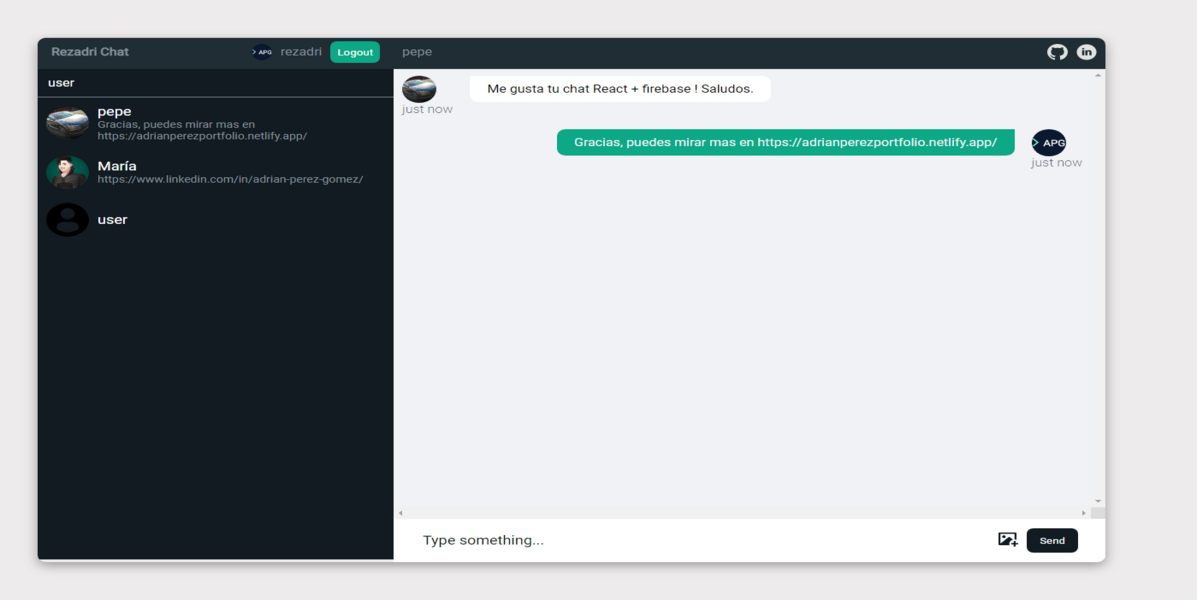 Rezadri Chat
> APG
rezadri
Logout
pepe
in
user
pepe
Gracias, puedes mirar mas en
https://adrianperezportfolio.netlify.app/
María
https://www.linkedin.com/in/adrian-perez-gomez/
user
Me gusta tu chat React + firebase ! Saludos.
just now
Gracias, puedes mirar mas en https://adrianperezportfolio.netlify.app/
> APG
just now
Type something...
Send